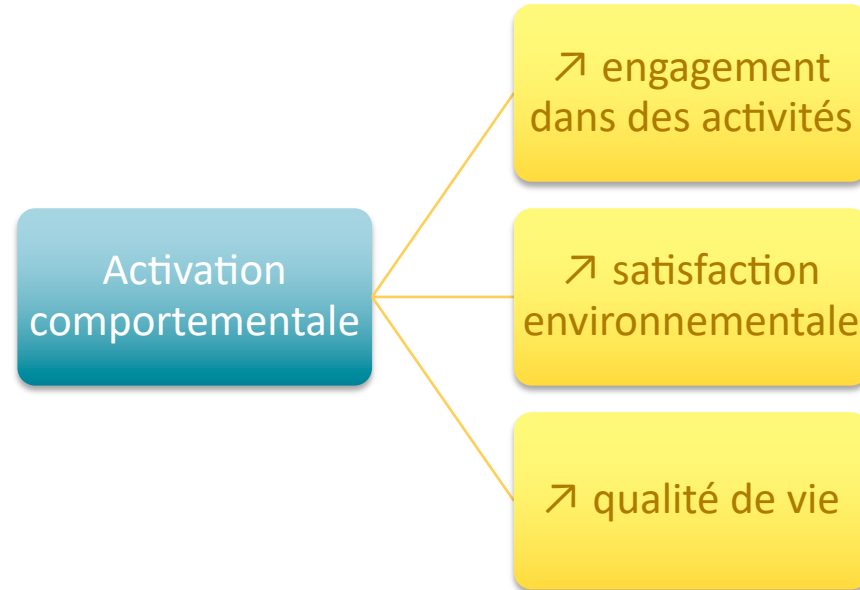 ↗ engagement
dans des activités
Activation
comportementale
↗ satisfaction
environnementale
↗ qualité de vie